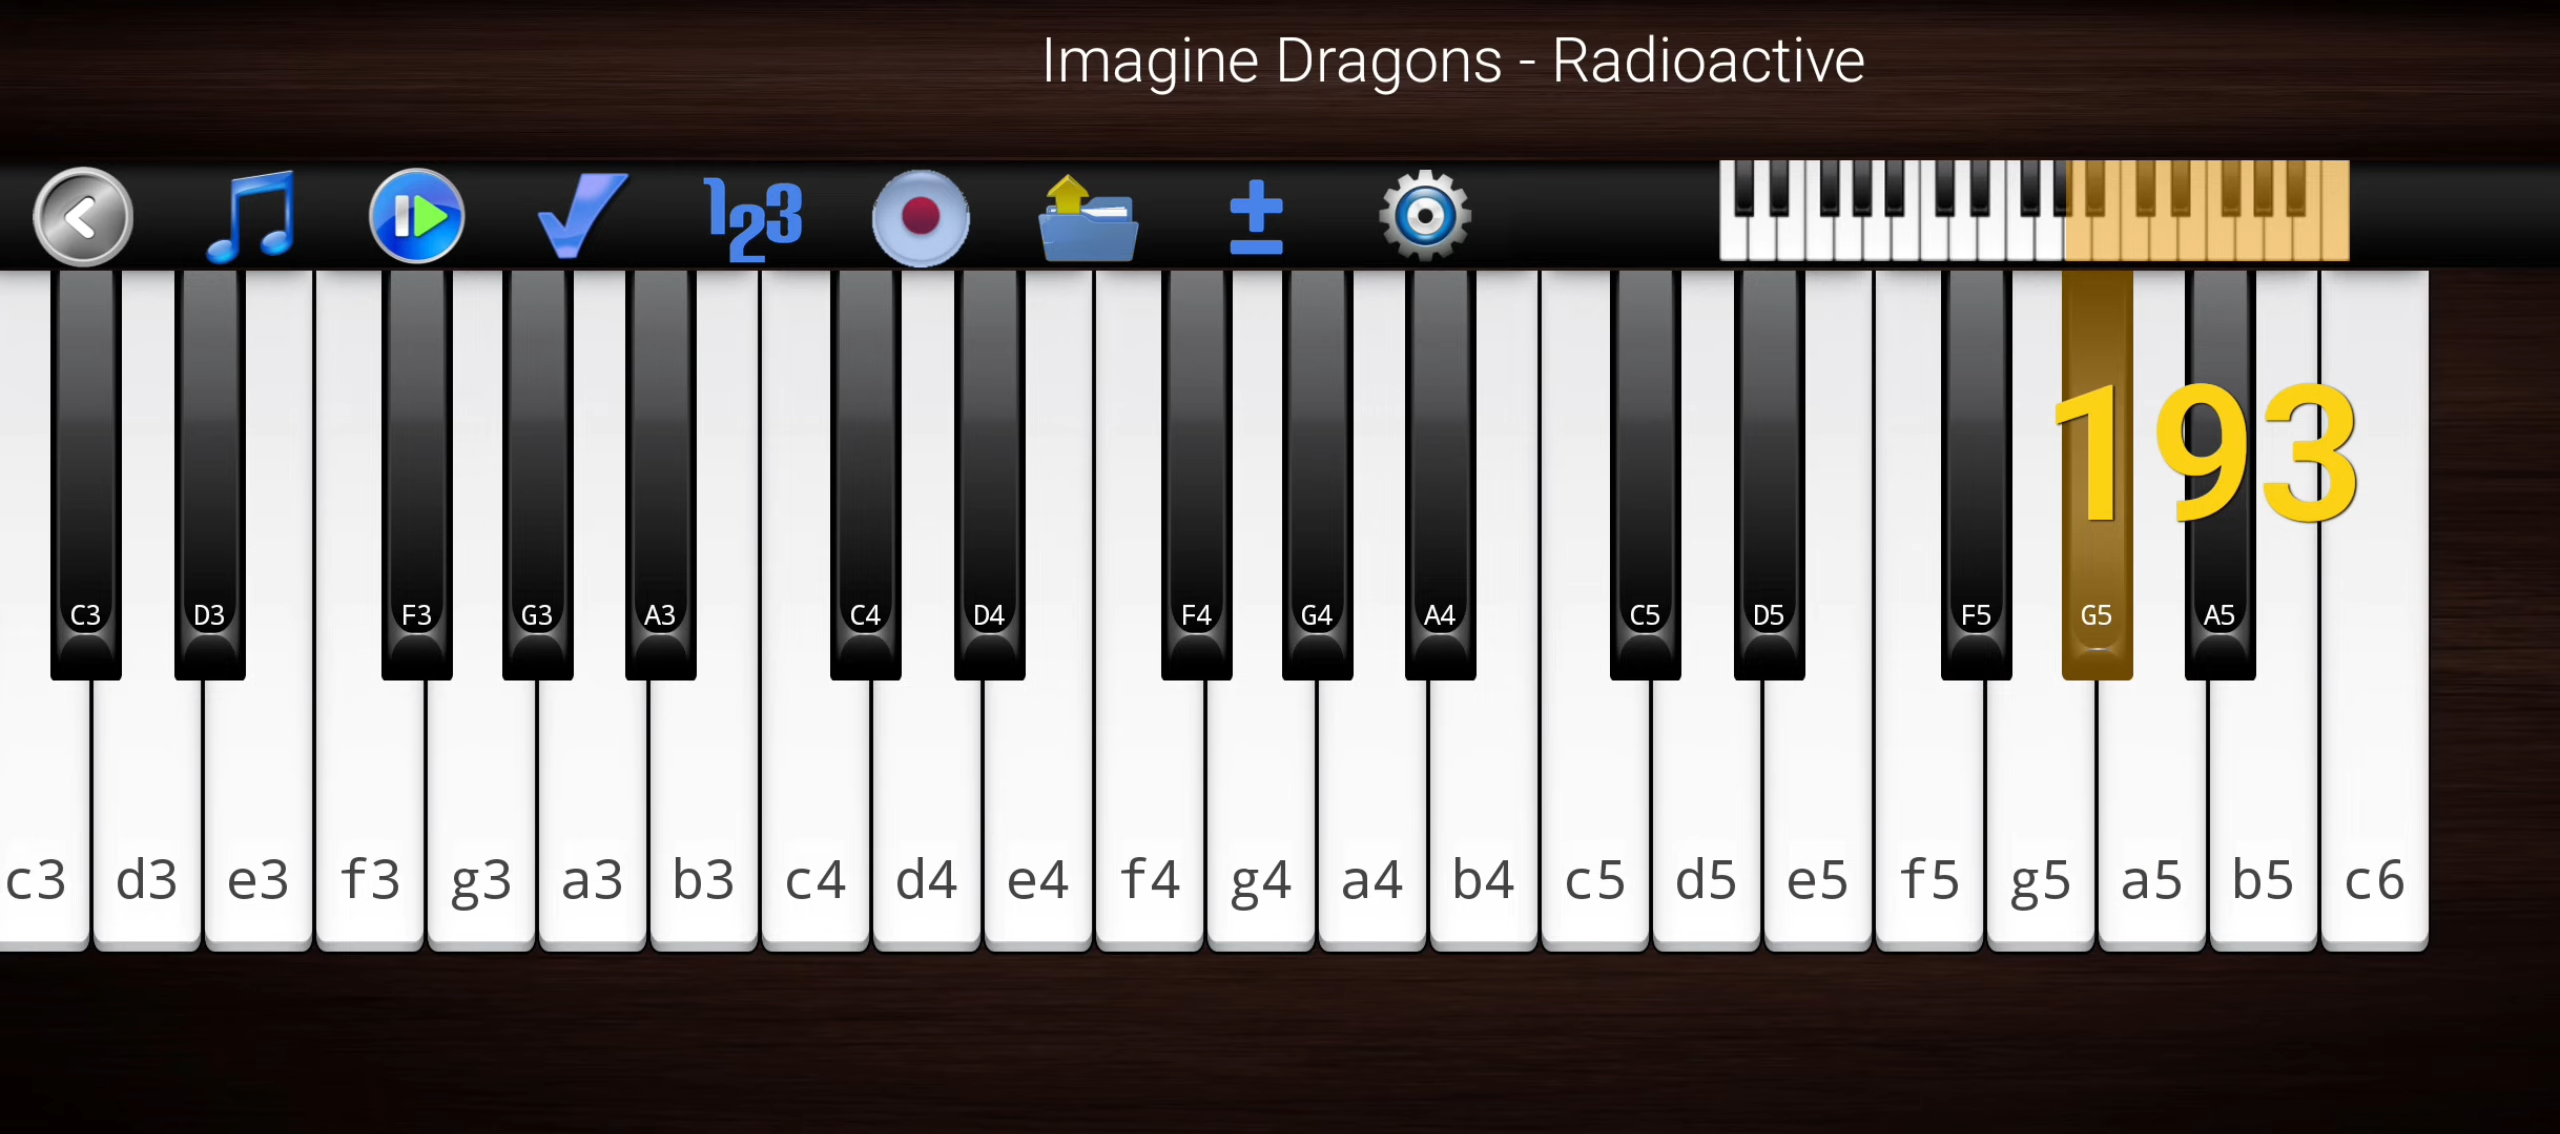 Imagine Dragons - Radioactive
123
193
C3 D3 F3 G3 A3 C4 D4 F4 G4 A4 C5 D5 F5 G5 A5
c3 d3 e3 f3 g3 a3 b3 c4 d4 e4 f4 g4 a4 b4 c5 d5 e5 f5 g5 a5 b5 c6